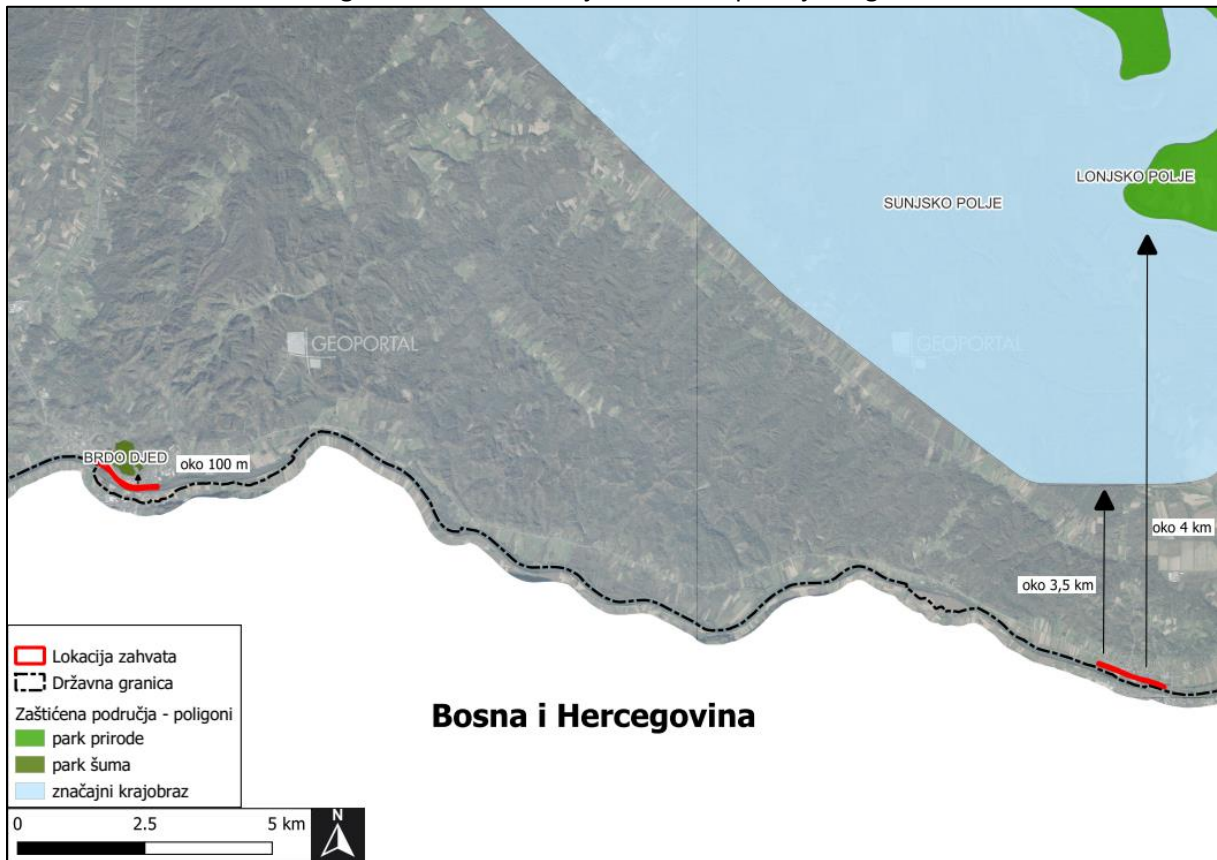 LONJSKO POLJE
SUNJSKO POLJE
GEOPORTAL
GEOPORTAL
BRDO DJED
oko 100 m
oko 4 km
oko 3,5 km
Bosna i Hercegovina
Lokacija zahvata
Državna granica
Zaštićena područja - poligoni
park prirode
park šuma
značajni krajobraz
0 2.5 5 km
N